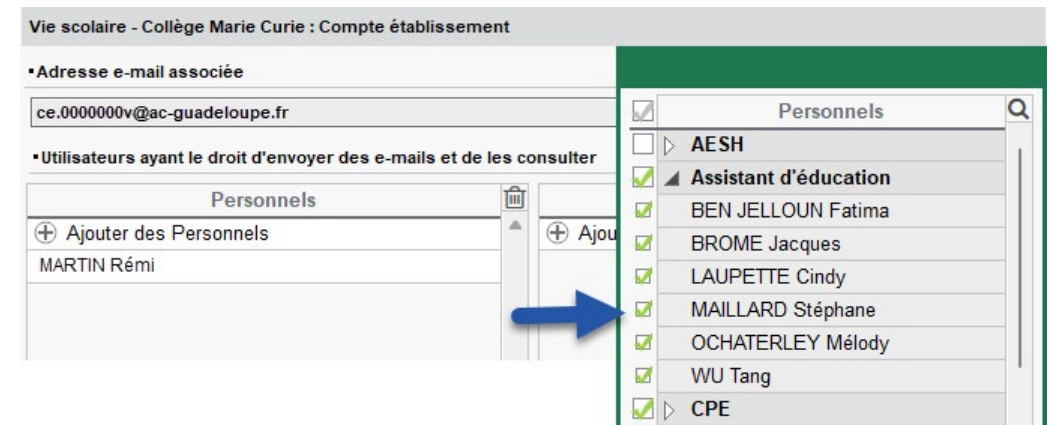 Vie scolaire - Collège Marie Curie : Compte établissement
Adresse e-mail associée
ce.0000000v@ac-guadeloupe.fr
Utilisateurs ayant le droit d'envoyer des e-mails et de les consulter
Personnels
Ajouter des Personnels
MARTIN Rémi
Ajou
Personnels
AESH
Assistant d'éducation
BEN JELLOUN Fatima
BROME Jacques
LAUPETTE Cindy
MAILLARD Stéphane
OCHATERLEY Mélody
WU Tang
CPE